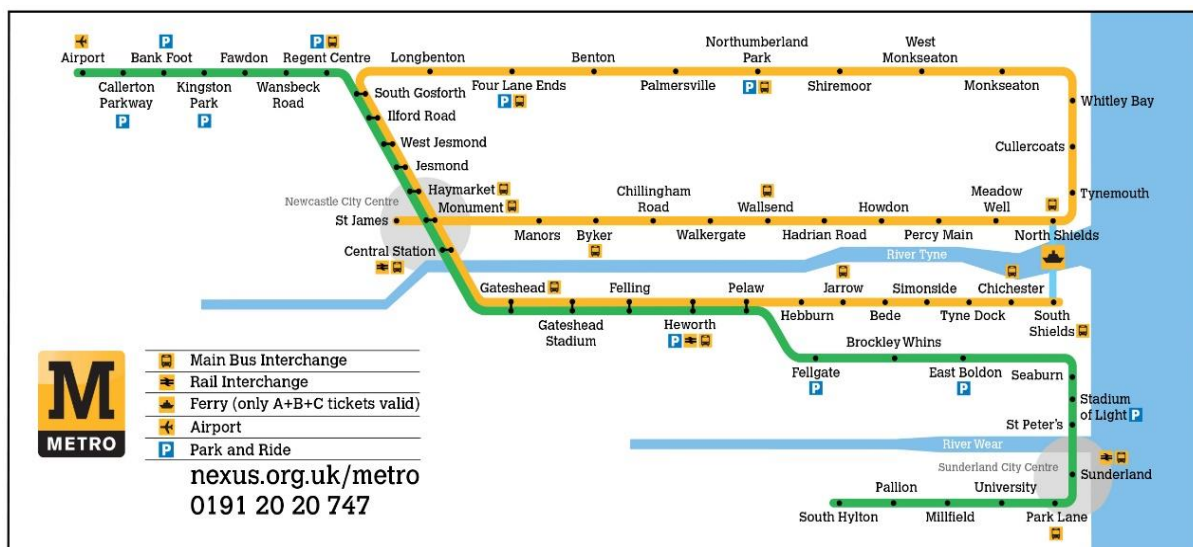 Airport
Callerton
Parkway
Bank Foot
Kingston
Park
Fawdon
Wansbeck
Road
Regent Centre
Longbenton
South Gosforth
Four Lane Ends
Benton
Palmersville
Northumberland
Park
Shiremoor
West
Monkseaton
Monkseaton
Whitley Bay
Cullercoats
Tynemouth
Ilford Road
West Jesmond
Jesmond
Haymarket
Newcastle City Centre
Monument
St James
Central Station
Manors
Byker
Chillingham
Road
Walkergate
Wallsend
Hadrian Road
Howdon
Percy Main
Meadow
Well
North Shields
River Tyne
Gateshead
Gateshead
Stadium
Felling
Heworth
Pelaw
Hebburn
Jarrow
Bede
Simonside
Tyne Dock
Chichester
South
Shields
Fellgate
Brockley Whins
East Boldon
Seaburn
Stadium
of Light
St Peter's
River Wear
Sunderland City Centre
Sunderland
South Hylton
Pallion
Millfield
University
Park Lane
M
METRO
Main Bus Interchange
Rail Interchange
Ferry (only A+B+C tickets valid)
Airport
P Park and Ride
nexus.org.uk/metro
0191 20 20 747